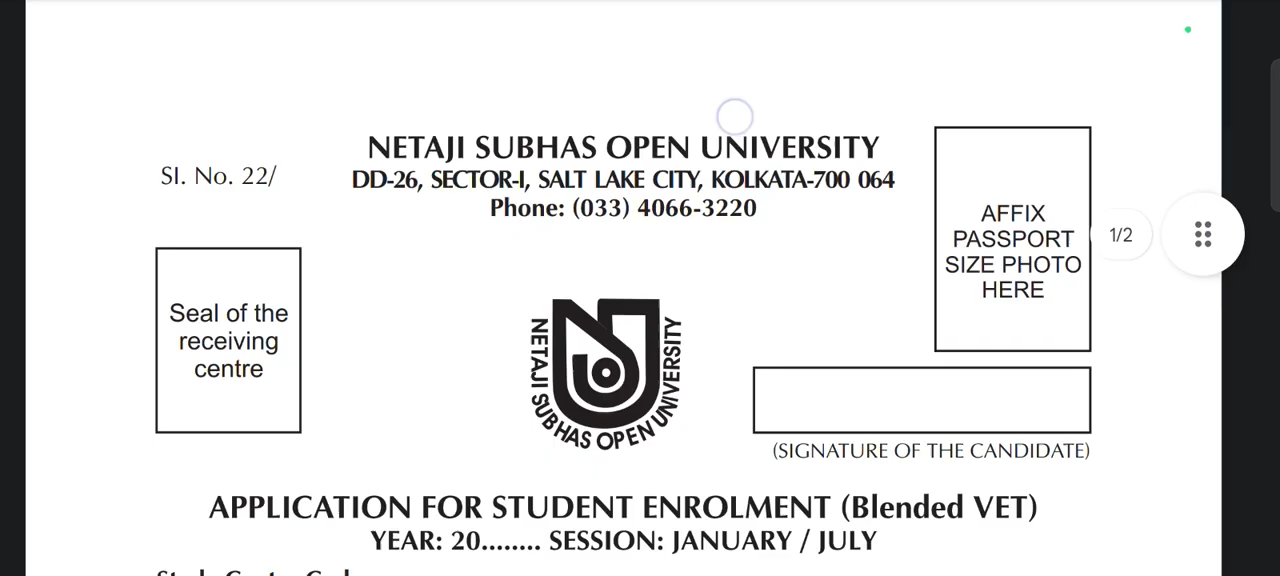 NETAJI SUBHAS OPEN UNIVERSITY
SI. No. 22/
DD-26, SECTOR-I, SALT LAKE CITY, KOLKATA-700 064
Phone: (033) 4066-3220
AFFIX
PASSPORT
SIZE PHOTO
HERE
1/2
Seal of the
receiving
centre
NETAJI SUBHAS OPEN UNIVERSITY
(SIGNATURE OF THE CANDIDATE)
APPLICATION FOR STUDENT ENROLMENT (Blended VET)
YEAR: 20........ SESSION: JANUARY / JULY